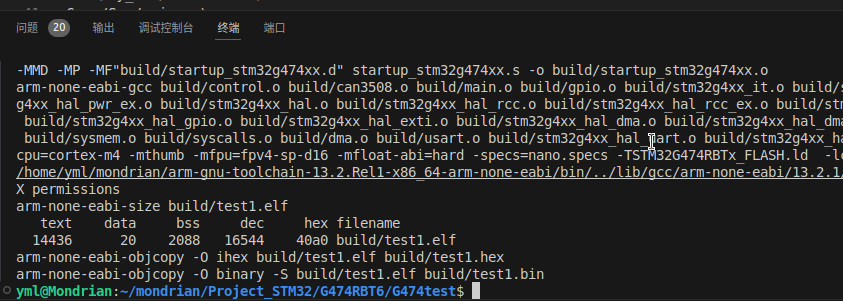 问题 20 输出 调试控制台 终端 端口
-MMD -MP -MF"build/startup_stm32g474xx.d" startup_stm32g474xx.s -o build/startup_stm32g474xx.o
arm-none-eabi-gcc build/control.o build/can3508.o build/main.o build/gpio.o build/stm32g4xx_it.o build/s
g4xx_hal_pwr_ex.o build/stm32g4xx_hal.o build/stm32g4xx_hal_rcc.o build/stm32g4xx_hal_rcc_ex.o build/stm
build/stm32g4xx_hal_gpio.o build/stm32g4xx_hal_exti.o build/stm32g4xx_hal_dma.o build/stm32g4xx_hal_dma
build/sysmem.o build/syscalls.o build/dma.o build/usart.o build/stm32g4xx_hal_uart.o build/stm32g4xx_ha
cpu=cortex-m4 -mthumb -mfpu=fpv4-sp-d16 -mfloat-abi=hard -specs=nano.specs -TSTM32G474RBTx_FLASH.ld -lc
/home/yml/mondrian/arm-gnu-toolchain-13.2.Rel1-x86_64-arm-none-eabi/bin/../lib/gcc/arm-none-eabi/13.2.1/
X permissions
arm-none-eabi-size build/test1.elf
text data bss dec hex filename
14436 20 2088 16544 40a0 build/test1.elf
arm-none-eabi-objcopy -O ihex build/test1.elf build/test1.hex
arm-none-eabi-objcopy -O binary -S build/test1.elf build/test1.bin
yml@Mondrian:~/mondrian/Project_STM32/G474RBT6/G474test$